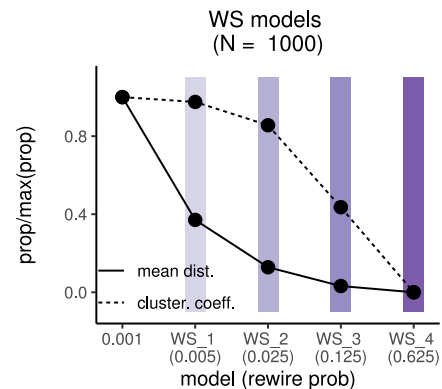 WS models
(N = 1000)
prop/max(prop)
0.8
0.4
0.0
mean dist.
cluster. coeff.
0.001 WS_1 WS_2 WS_3 WS_4
(0.005) (0.025) (0.125) (0.625)
model (rewire prob)